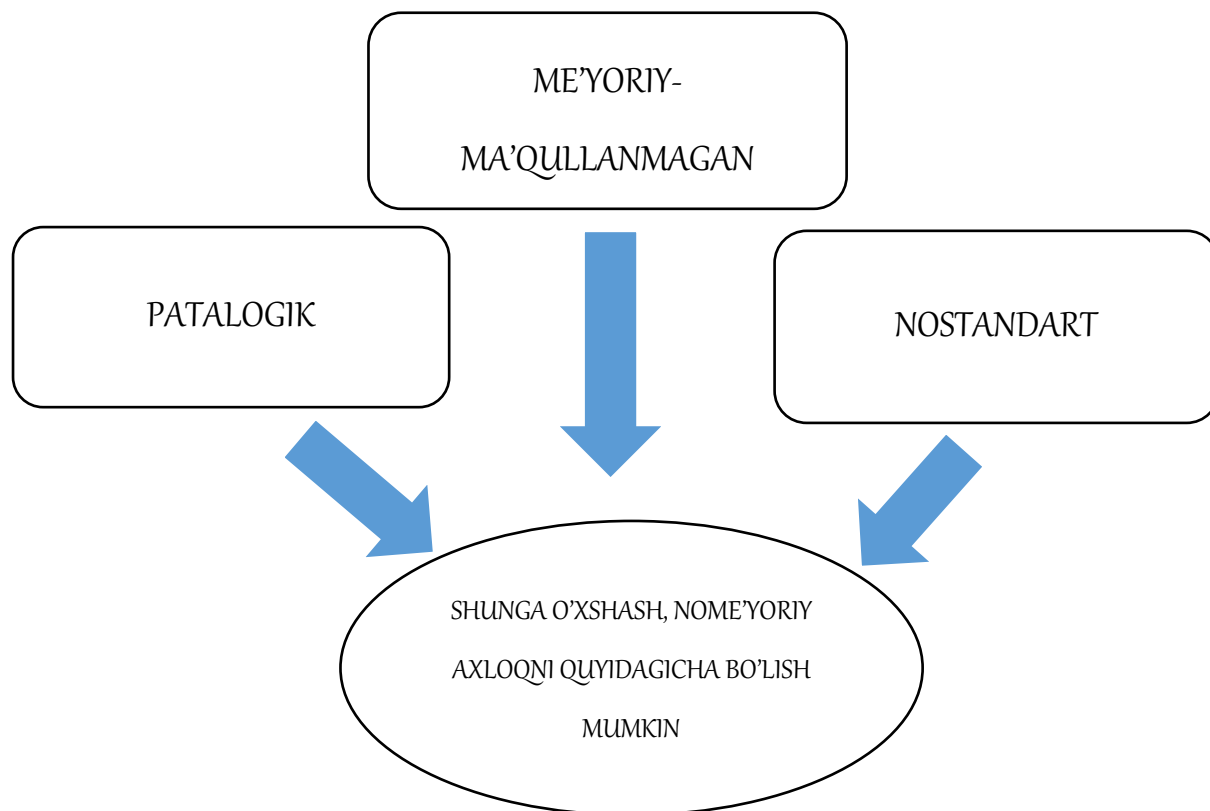 ME’YORIY-
MA’QULLANMAGAN
PATALOGIK
NOSTANDART
SHUNGA O’XSHASH, NOME’YORIY
AXLOQNI QUYIDAGICHA BO’LISH
MUMKIN